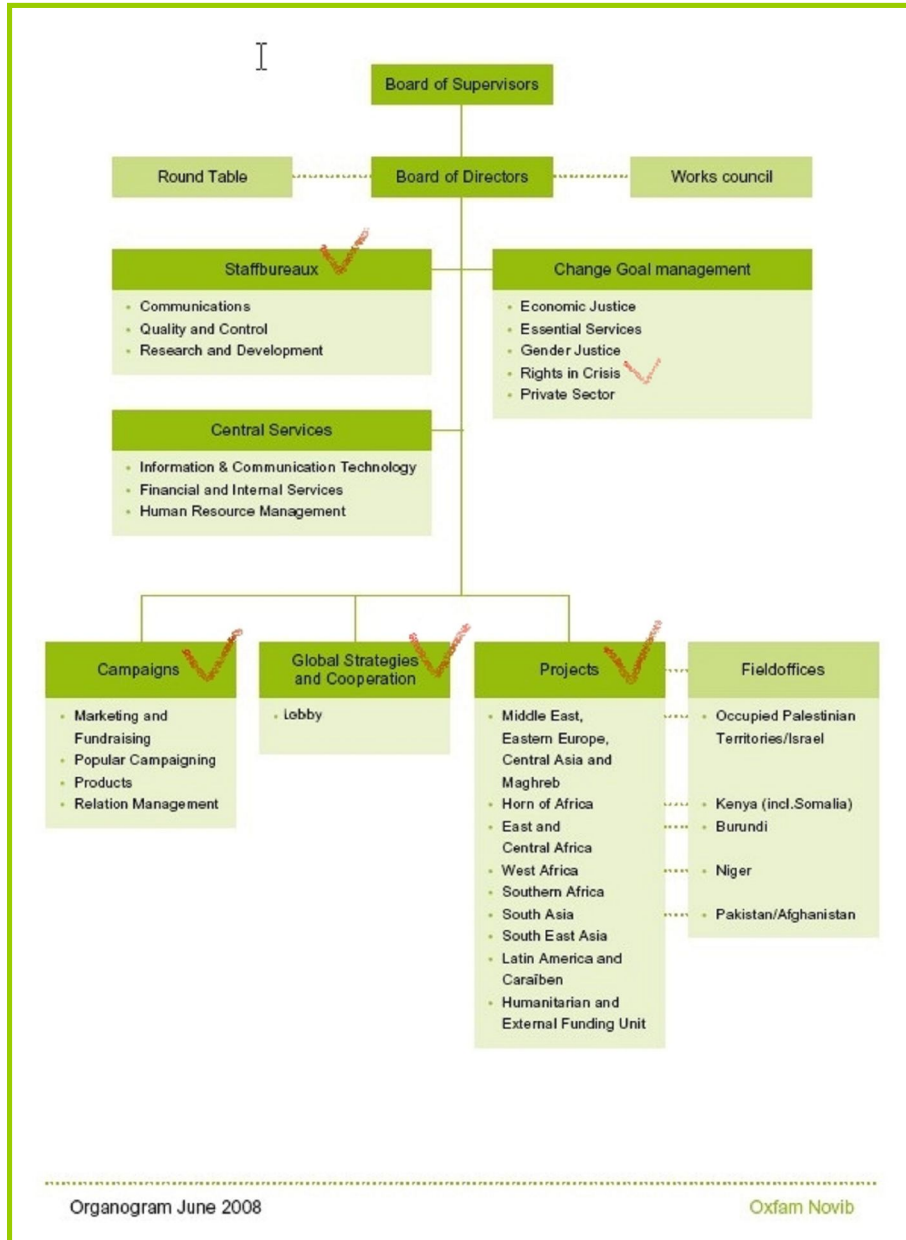 Board of Supervisors
Round Table
Board of Directors
Works council
Staffbureaux
• Communications
• Quality and Control
• Research and Development
Change Goal management
• Economic Justice
• Essential Services
• Gender Justice
• Rights in Crisis
• Private Sector
Central Services
• Information & Communication Technology
• Financial and Internal Services
• Human Resource Management
Campaigns
• Marketing and
Fundraising
• Popular Campaigning
• Products
• Relation Management
Global Strategies
and Cooperation
• Lobby
Projects
• Middle East,
Eastern Europe,
Central Asia and
Maghreb
• Horn of Africa
• East and
Central Africa
• West Africa
• Southern Africa
• South Asia
• South East Asia
• Latin America and
Caraïben
• Humanitarian and
External Funding Unit
Fieldoffices
• Occupied Palestinian
Territories/Israel
• Kenya (incl.Somalia)
• Burundi
• Niger
• Pakistan/Afghanistan
Organogram June 2008
Oxfam Novib